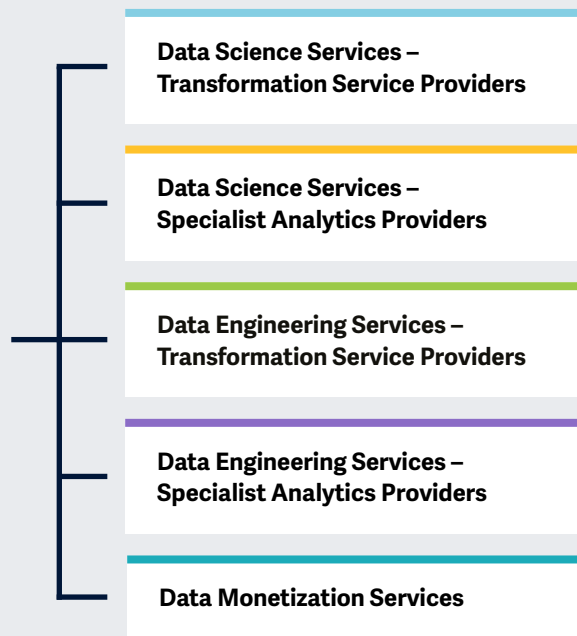 Data Science Services –
Transformation Service Providers
Data Science Services –
Specialist Analytics Providers
Data Engineering Services –
Transformation Service Providers
Data Engineering Services –
Specialist Analytics Providers
Data Monetization Services